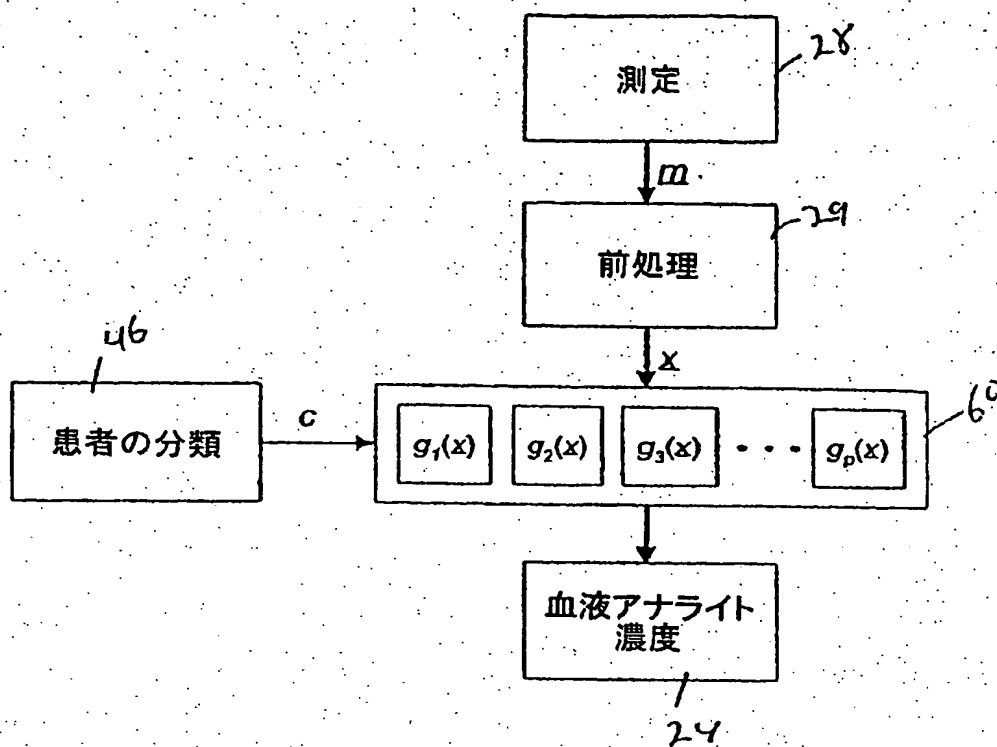 測定
28
m
前処理
29
x
46
患者の分類
c
g₁(x) g₂(x) g₃(x) ··· gₚ(x)
60
血液アナライト
濃度
24